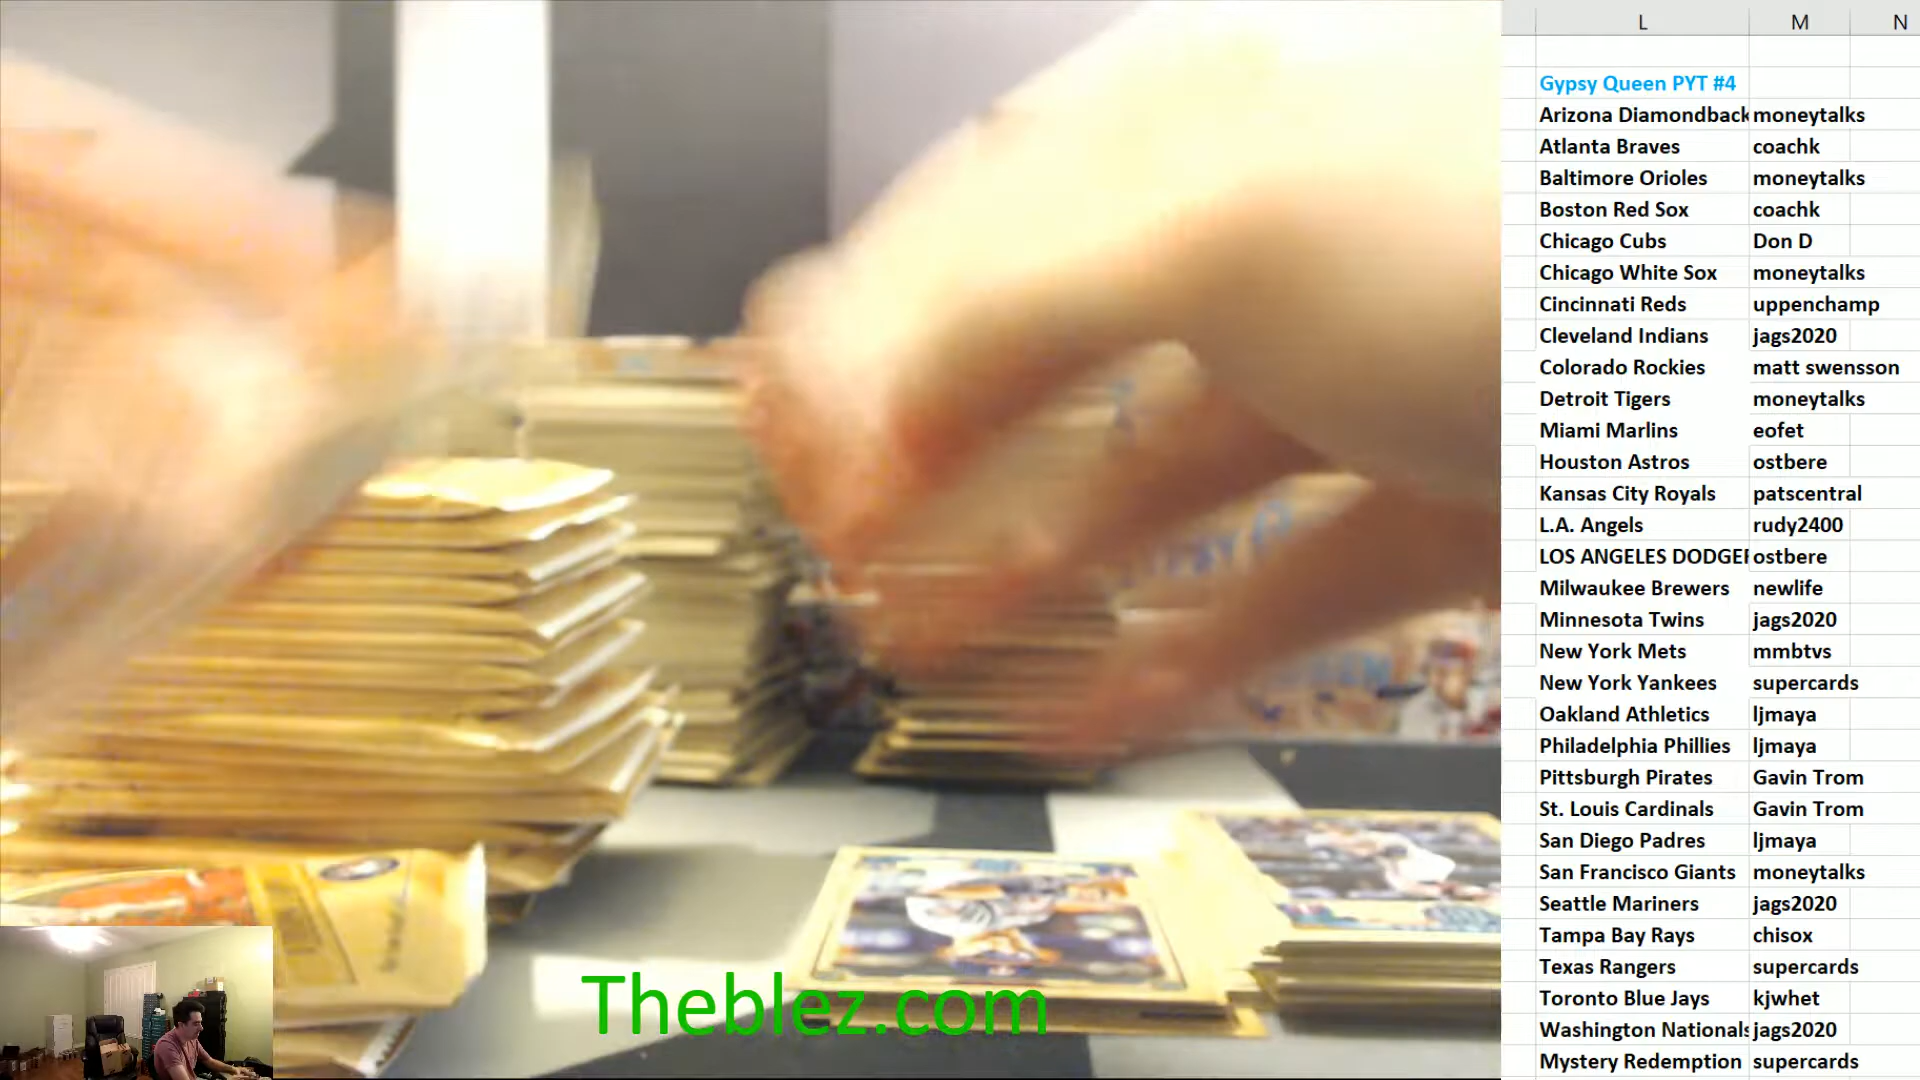 L M N
Gypsy Queen PYT #4
Arizona Diamondback moneytalks
Atlanta Braves coachk
Baltimore Orioles moneytalks
Boston Red Sox coachk
Chicago Cubs Don D
Chicago White Sox moneytalks
Cincinnati Reds uppenchamp
Cleveland Indians jags2020
Colorado Rockies matt swensson
Detroit Tigers moneytalks
Miami Marlins eofet
Houston Astros ostbere
Kansas City Royals patscentral
L.A. Angels rudy2400
LOS ANGELES DODGER ostbere
Milwaukee Brewers newlife
Minnesota Twins jags2020
New York Mets mmbtvs
New York Yankees supercards
Oakland Athletics ljmaya
Philadelphia Phillies ljmaya
Pittsburgh Pirates Gavin Trom
St. Louis Cardinals Gavin Trom
San Diego Padres ljmaya
San Francisco Giants moneytalks
Seattle Mariners jags2020
Tampa Bay Rays chisox
Texas Rangers supercards
Toronto Blue Jays kjwhet
Washington Nationals jags2020
Mystery Redemption supercards
Theblez.com